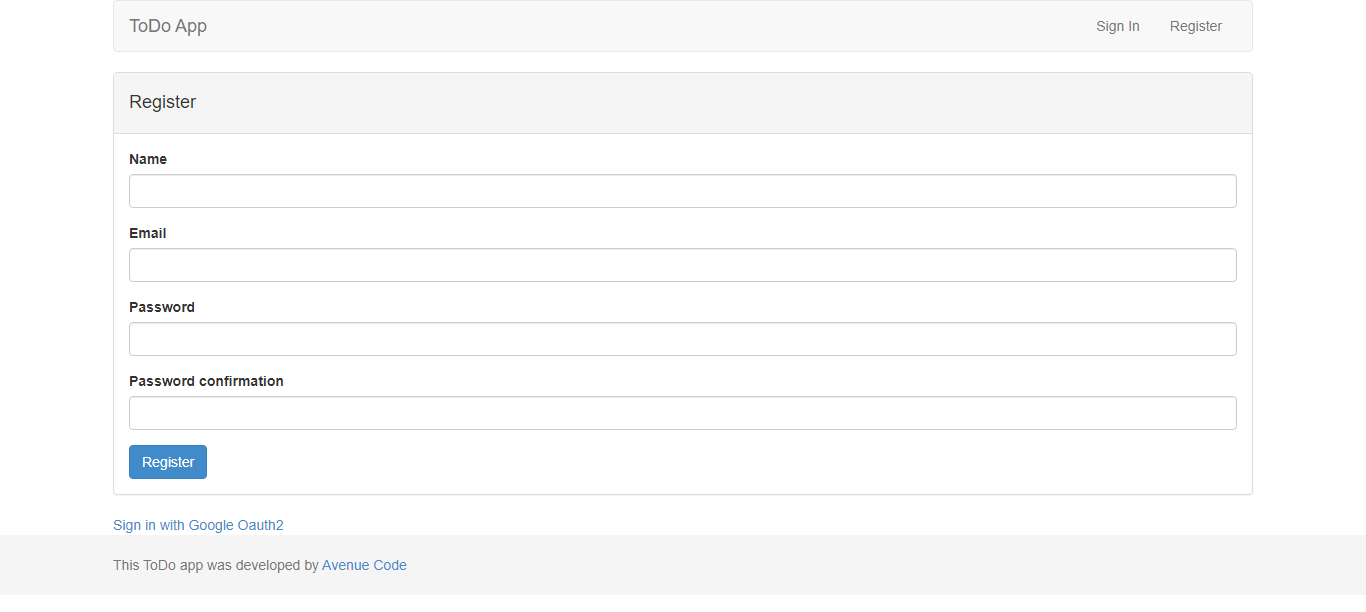 ToDo App
Sign In
Register
Register
Name
Email
Password
Password confirmation
Register
Sign in with Google Oauth2
This ToDo app was developed by Avenue Code